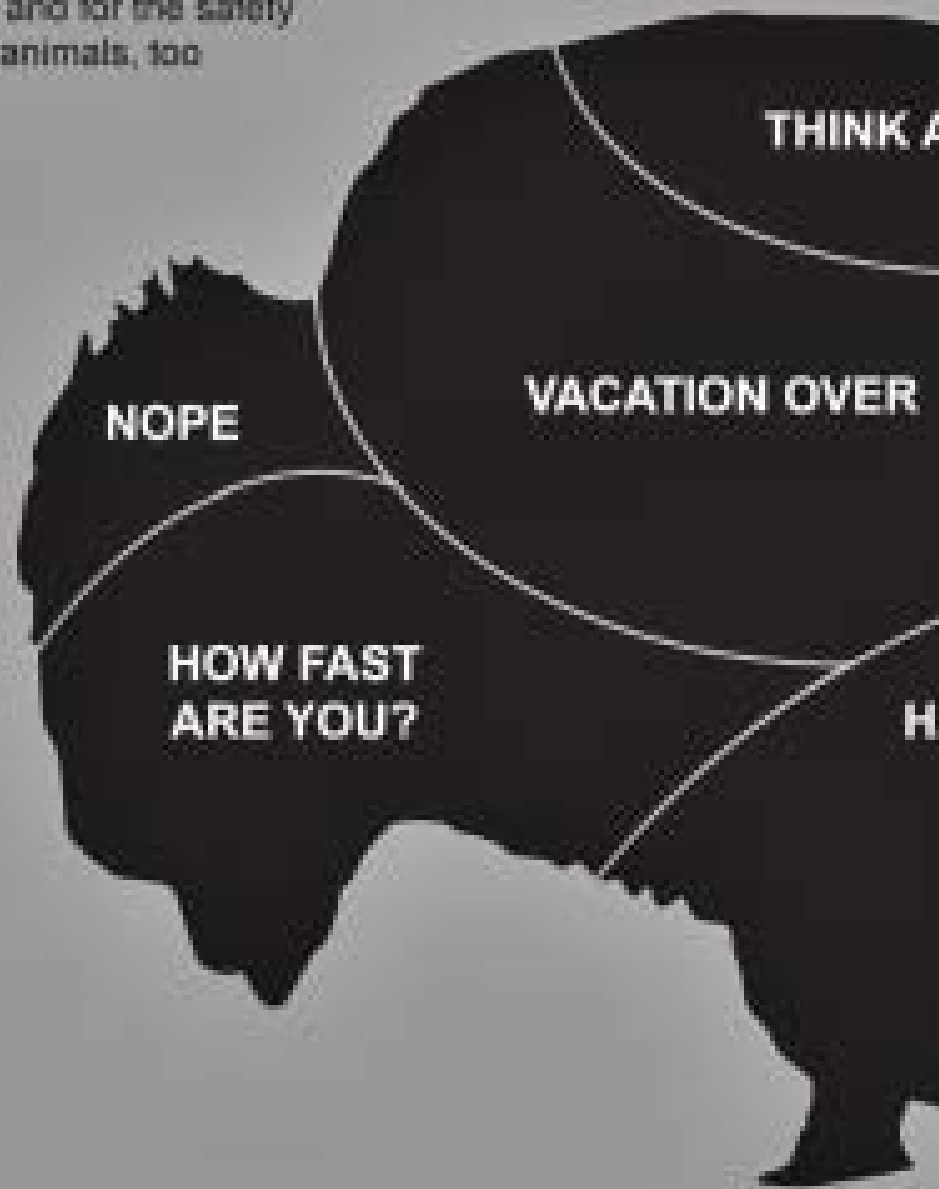 and for the safety
animals, too
THINK A
VACATION OVER
NOPE
HOW FAST
ARE YOU?
H